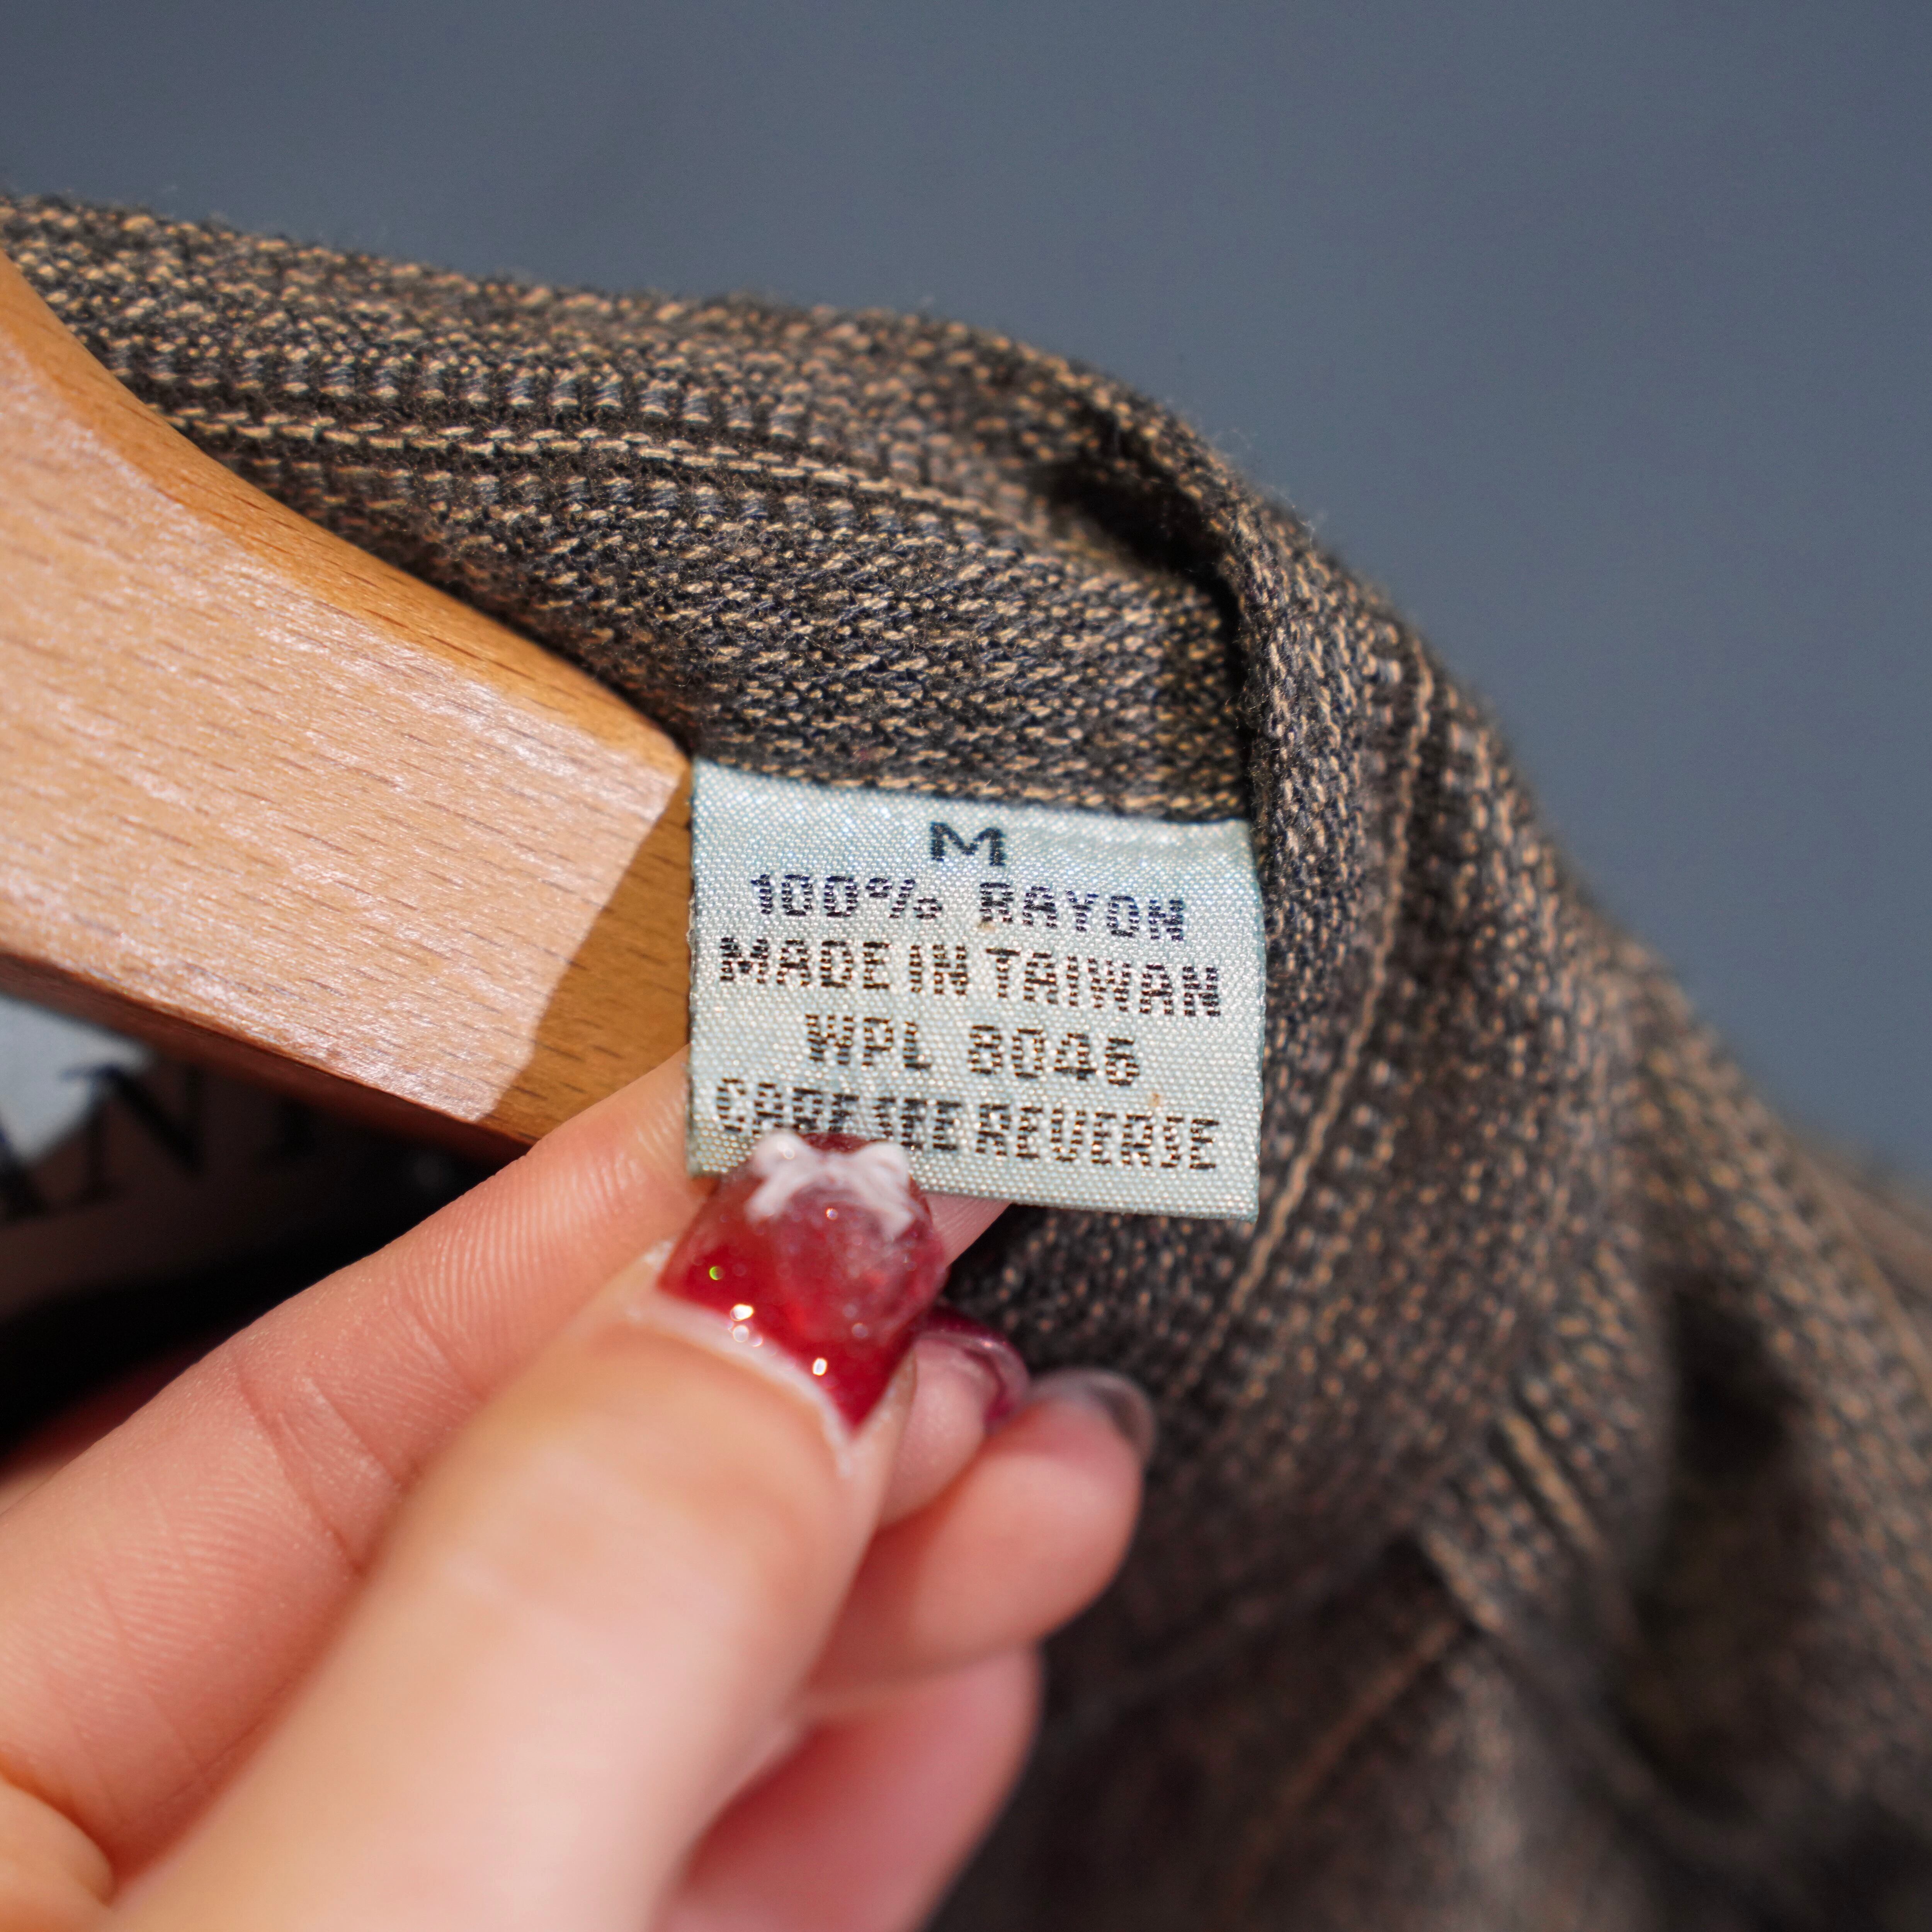 M
100% RAYON
MADE IN TAIWAN
WPL 8046
CARE SEE REVERSE